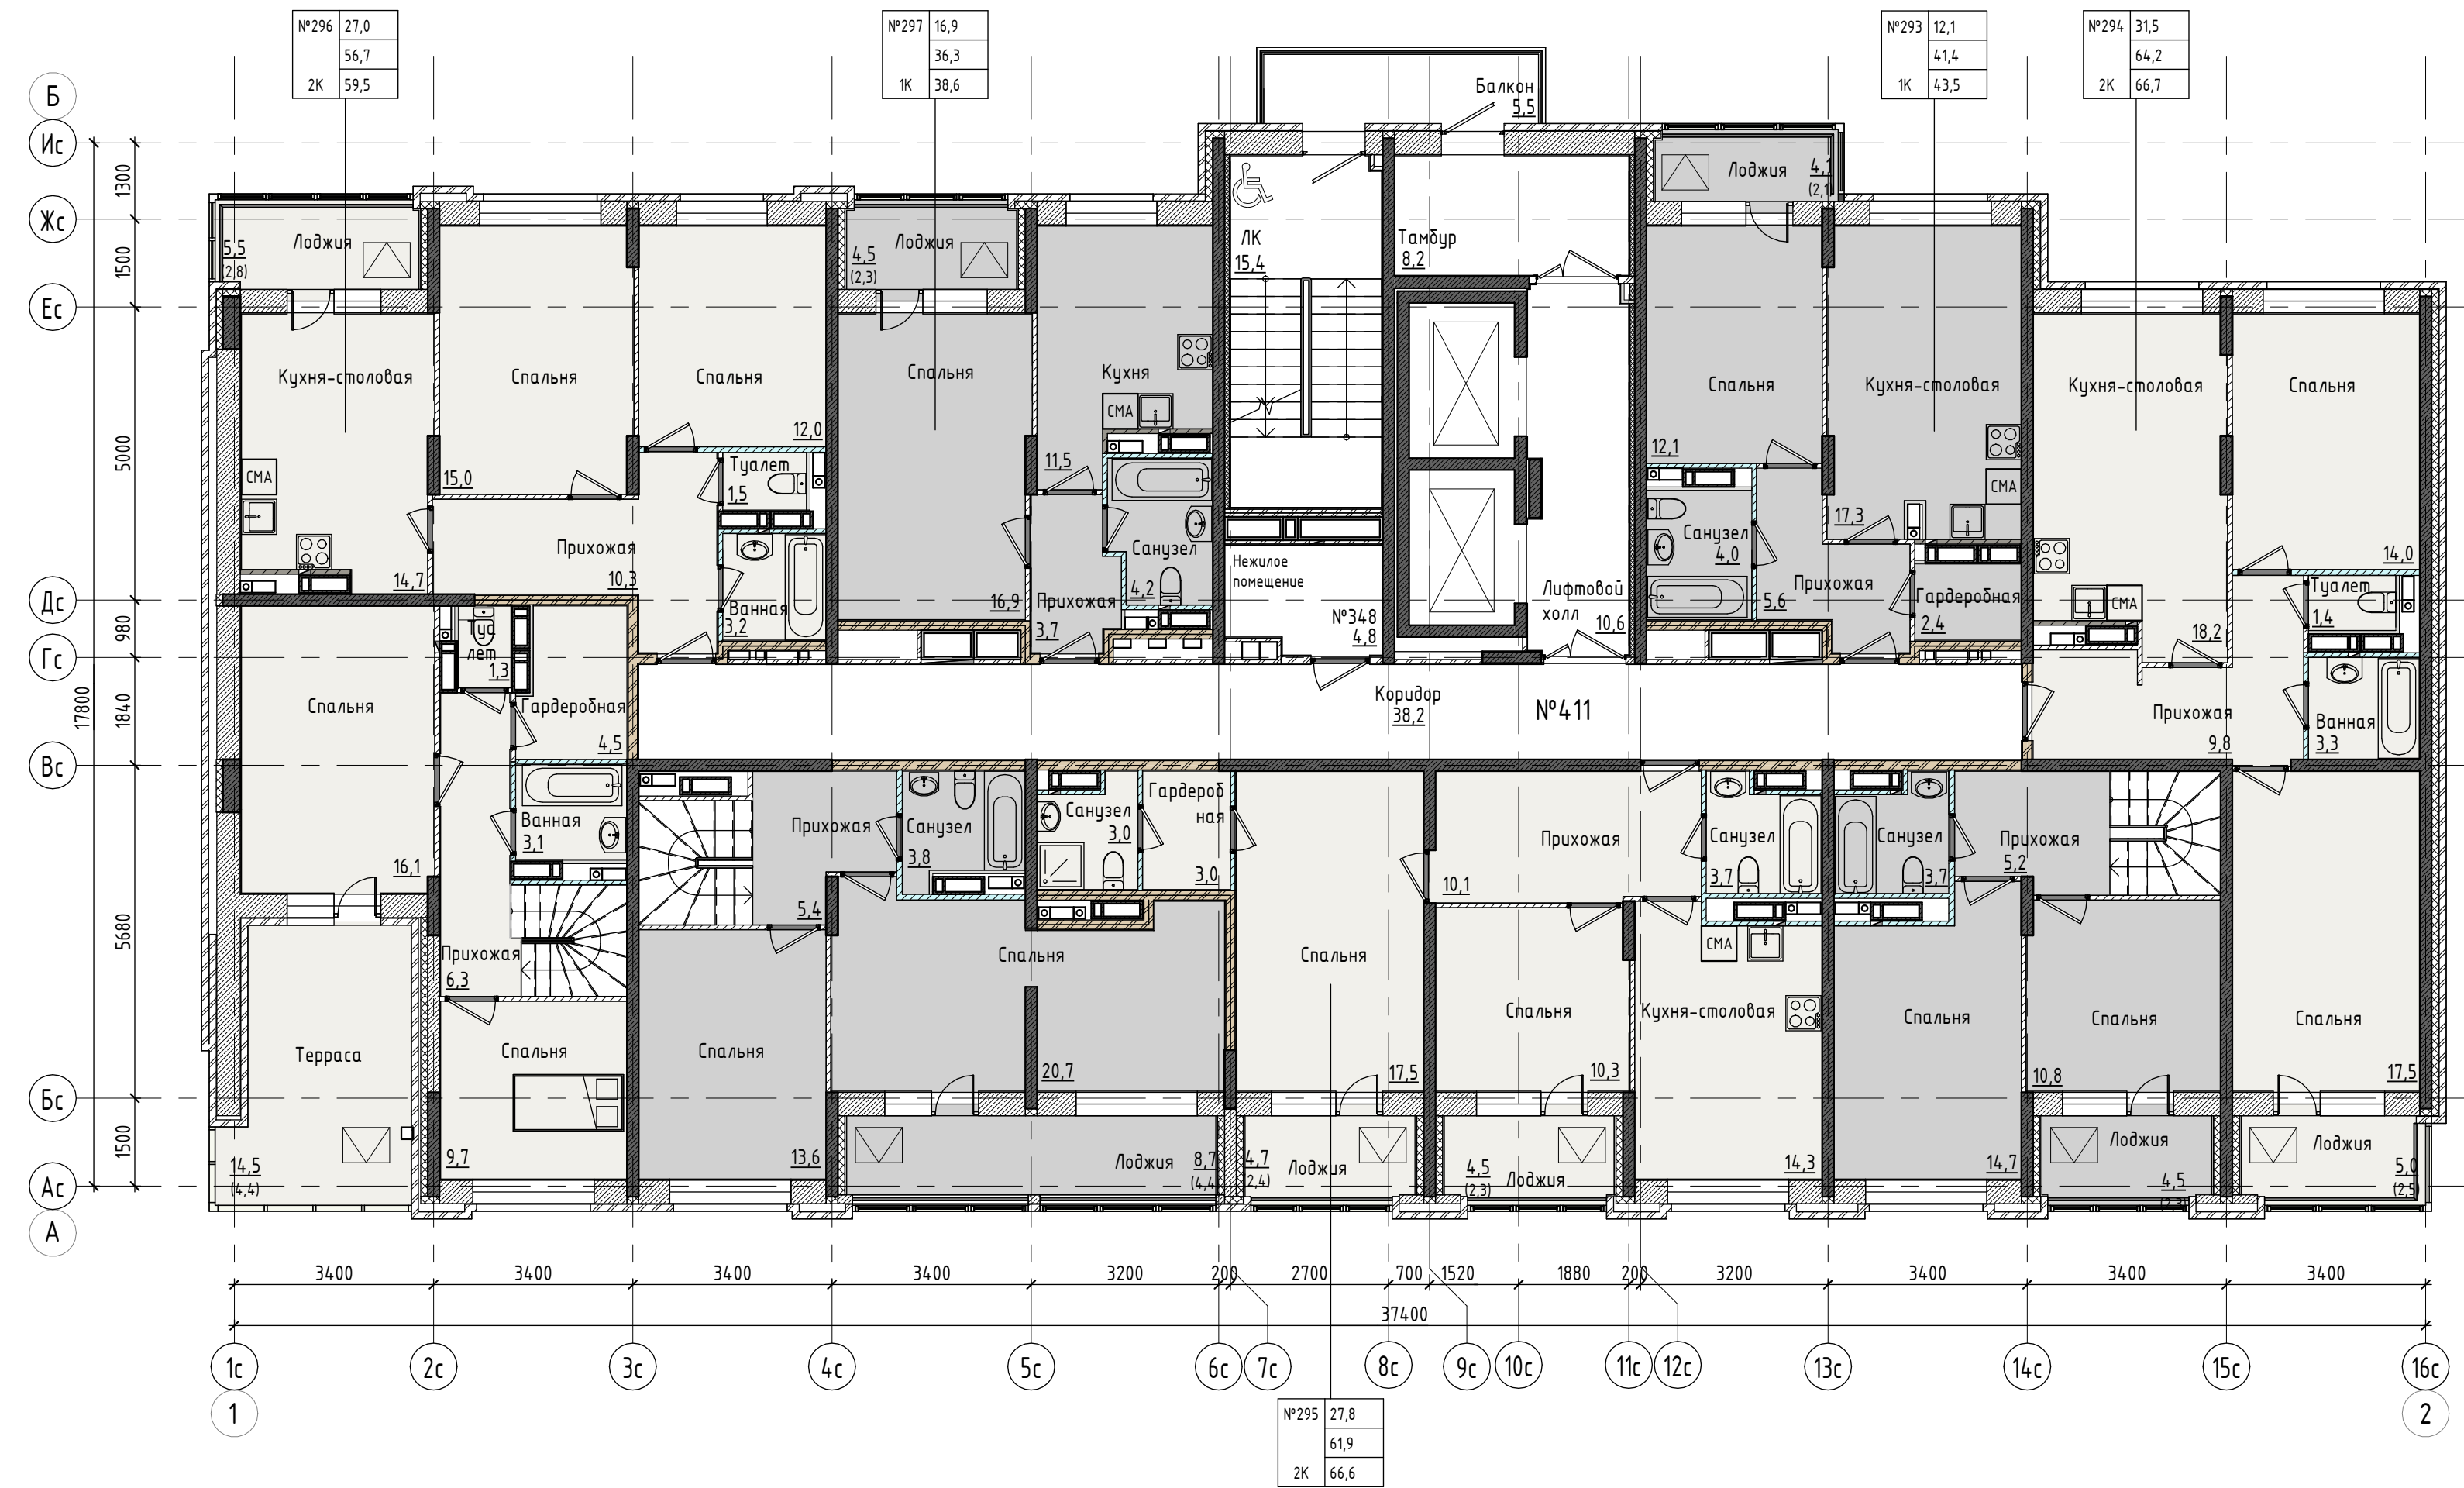 №296 27,0
56,7
2К 59,5
№297 16,9
36,3
1К 38,6
№293 12,1
41,4
1К 43,5
№294 31,5
64,2
2К 66,7
Б
Ис
Жс
Ес
Дс
Гс
Вс
Бс
Ас
А
1300
1500
5000
980
1840
5680
1500
17800
Балкон
5,5
Лоджия
5,5
(2,8)
Лоджия
4,5
(2,3)
ЛК
15,4
Тамбур
8,2
Лоджия
4,1
(2,1
Кухня-столовая
СМА
14,7
Спальня
15,0
Спальня
12,0
Туалет
1,5
Прихожая
10,3
Ванная
3,2
Спальня
16,9
Кухня
СМА
11,5
Санузел
4,2
Прихожая
3,7
Нежилое
помещение
№348
4,8
Лифтовой
холл
10,6
Спальня
12,1
Кухня-столовая
СМА
17,3
Санузел
4,0
Прихожая
5,6
Гардеробная
2,4
Кухня-столовая
СМА
18,2
Спальня
14,0
Туалет
1,4
Прихожая
9,8
Ванная
3,3
Коридор
38,2
№411
Спальня
16,1
Туа
лет
1,3
Гардеробная
4,5
Ванная
3,1
Прихожая
6,3
Терраса
14,5
(4,4)
Спальня
9,7
Прихожая
5,4
Санузел
3,8
Спальня
13,6
Спальня
20,7
Лоджия
8,7
(4,4
Санузел
3,0
Гардероб
ная
3,0
Спальня
17,5
Лоджия
4,7
(2,4)
Прихожая
10,1
Санузел
3,7
Спальня
10,3
Лоджия
4,5
(2,3)
СМА
Кухня-столовая
14,3
Санузел
3,7
Прихожая
5,2
Спальня
14,7
Спальня
10,8
Лоджия
4,5
(2,3)
Спальня
17,5
Лоджия
5,0
(2,5)
3400 3400 3400 3400 3200 200 2700 700 1520 1880 200 3200 3400 3400 3400
37400
1с 2с 3с 4с 5с 6с 7с 8с 9с 10с 11с 12с 13с 14с 15с 16с
1 2
№295 27,8
61,9
2К 66,6